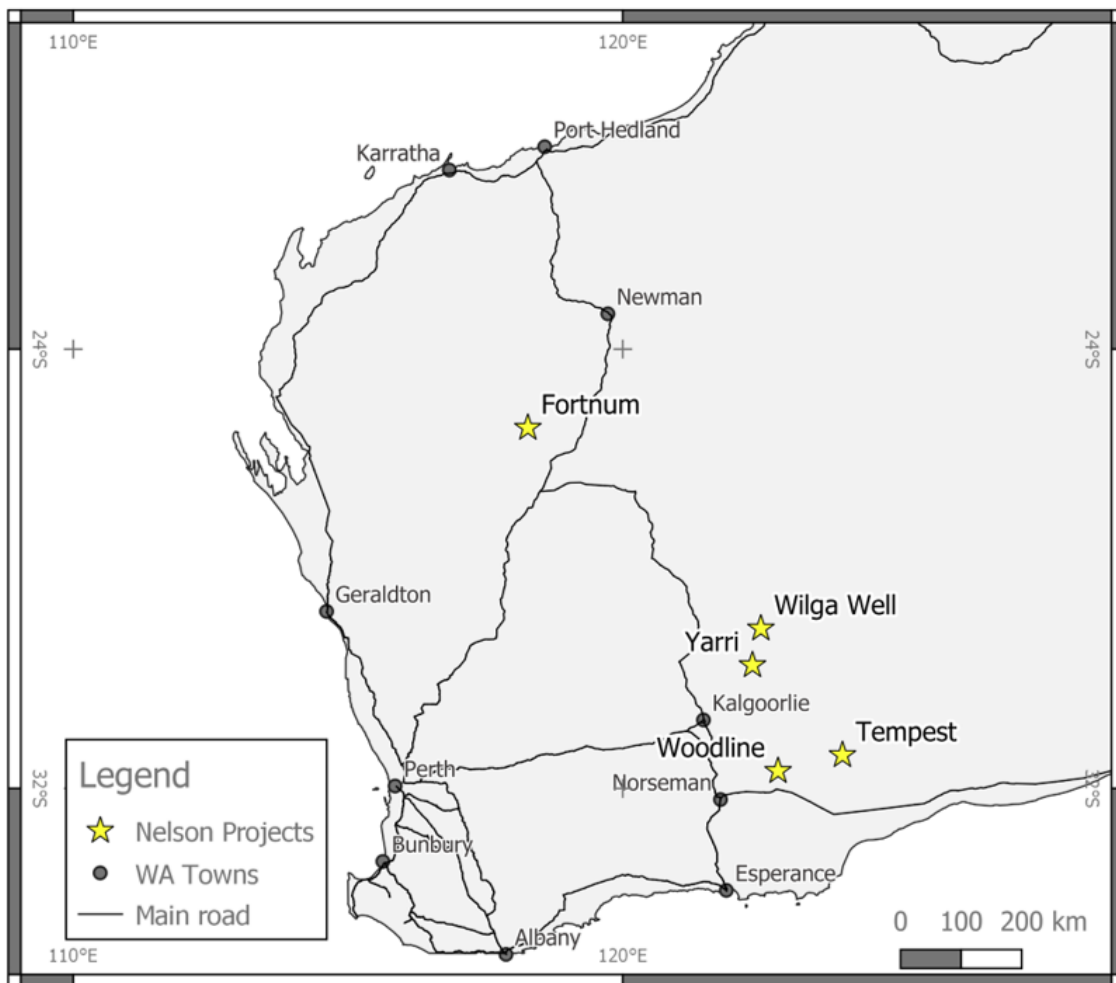 110°E
120°E
Port Hedland
Karratha
Newman
24°S
24°S
Fortnum
Geraldton
Wilga Well
Yarri
Kalgoorlie
Tempest
Woodline
Perth
Norseman
32°S
32°S
Legend
Nelson Projects
WA Towns
Main road
Bunbury
Esperance
Albany
0 100 200 km
110°E
120°E